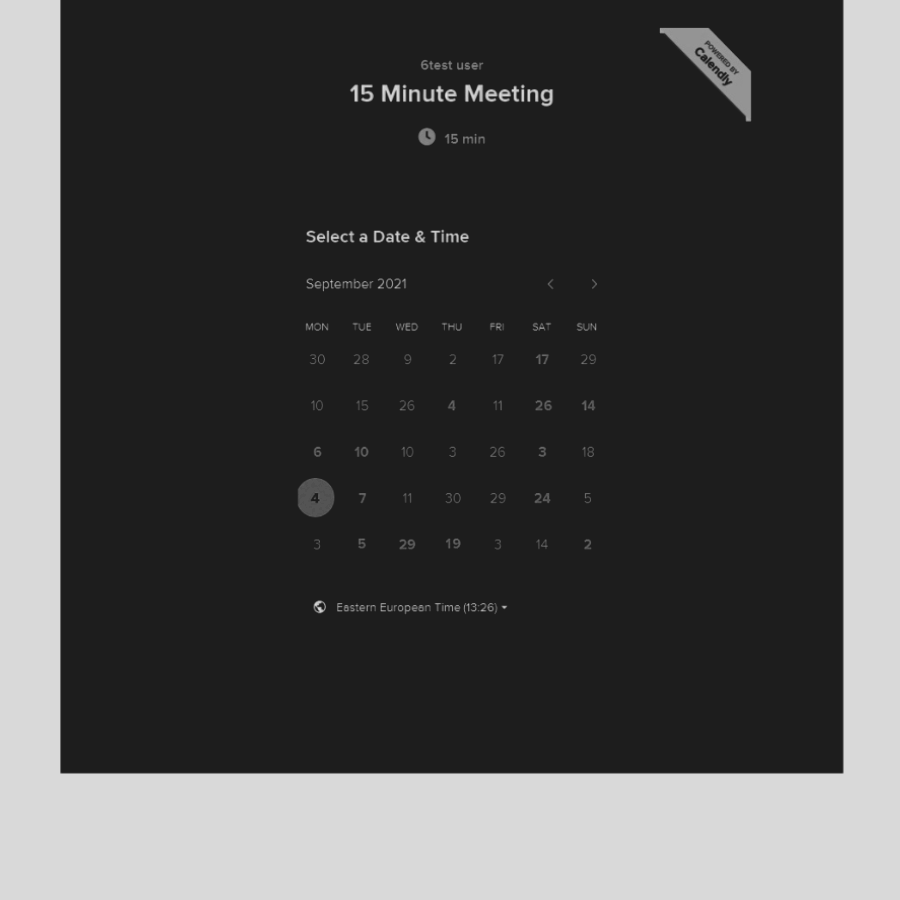 POWERED BY
Calendly
6test user
15 Minute Meeting
15 min
Select a Date & Time
September 2021
MON TUE WED THU FRI SAT SUN
30 28 9 2 17 17 29
10 15 26 4 11 26 14
6 10 10 3 26 3 18
4 7 11 30 29 24 5
3 5 29 19 3 14 2
Eastern European Time (13:26)